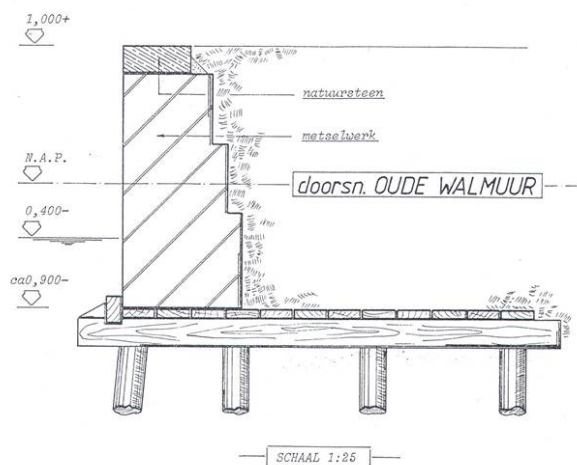 1,000+
natuursteen
metselwerk
N.A.P.
doorsn. OUDE WALMUUR
0,400-
ca0,900-
SCHAAL 1:25